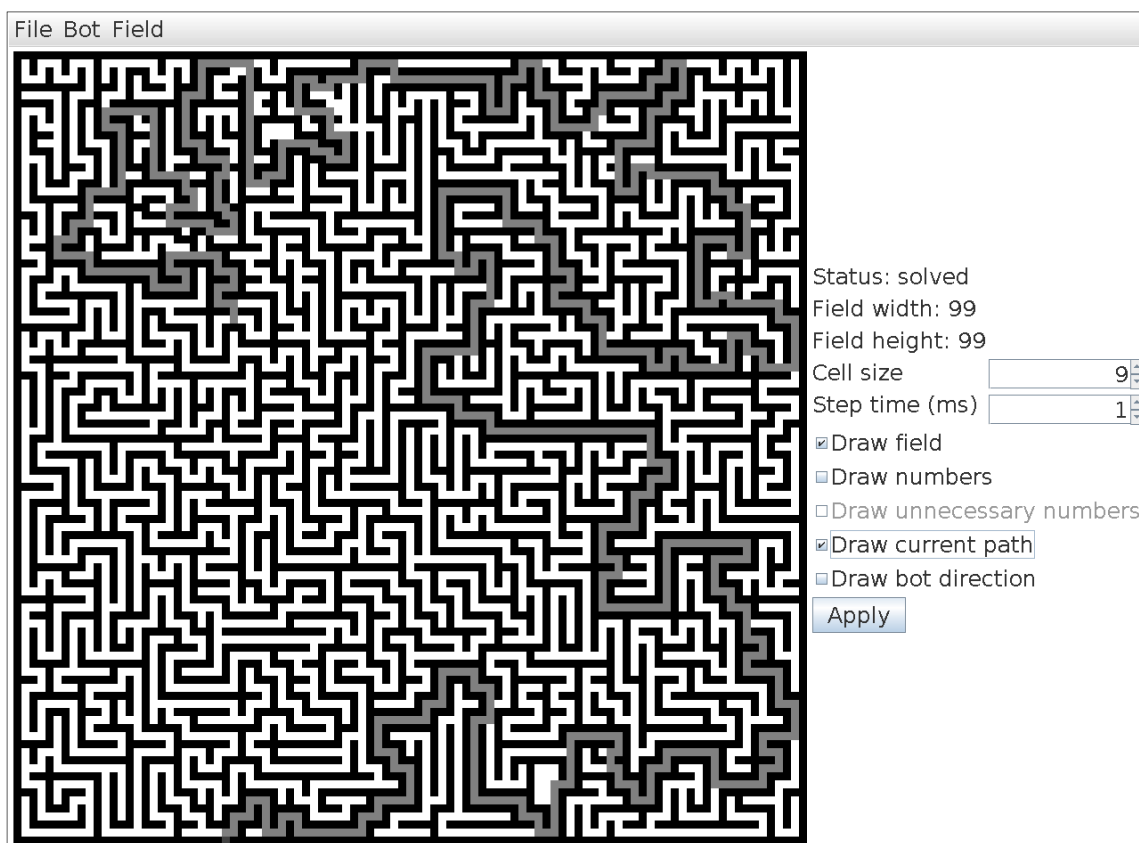 File Bot Field
Status: solved
Field width: 99
Field height: 99
Cell size 9
Step time (ms) 1
Draw field
Draw numbers
Draw unnecessary numbers
Draw current path
Draw bot direction
Apply